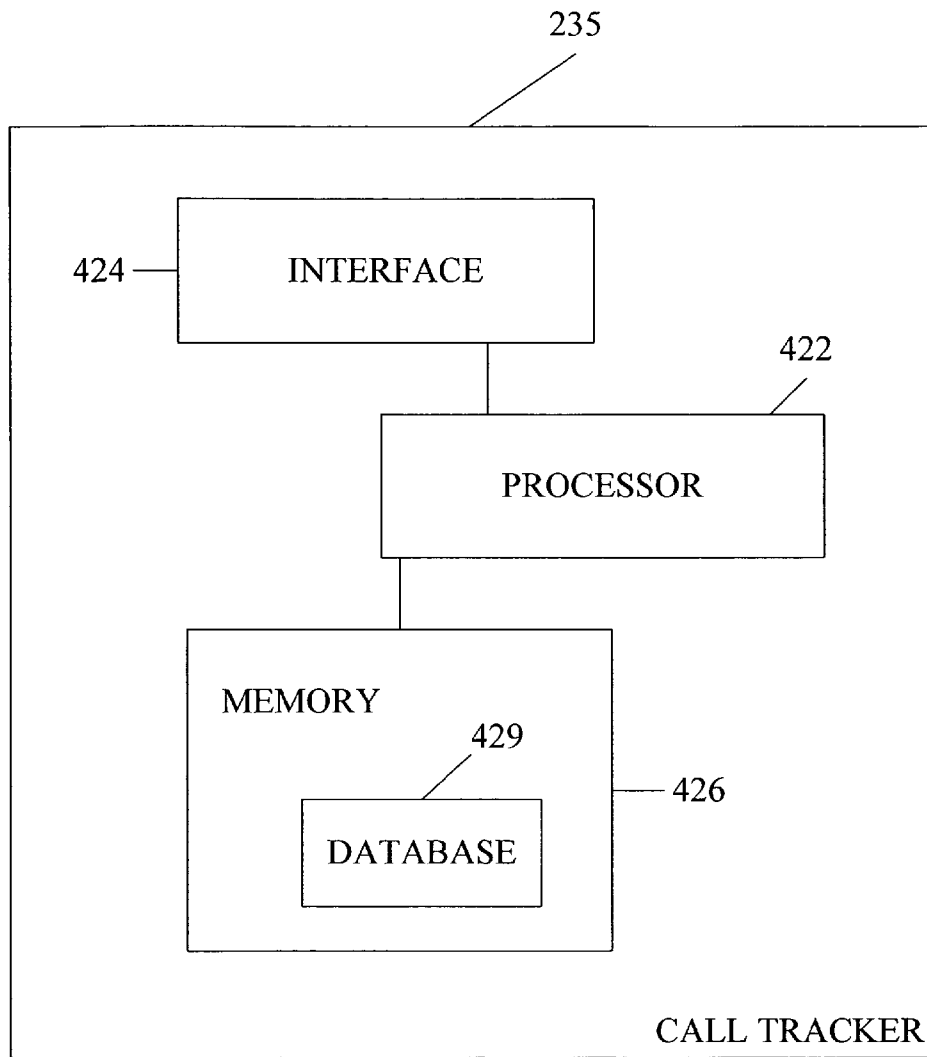 235
INTERFACE
424
422
PROCESSOR
MEMORY
429
426
DATABASE
CALL TRACKER